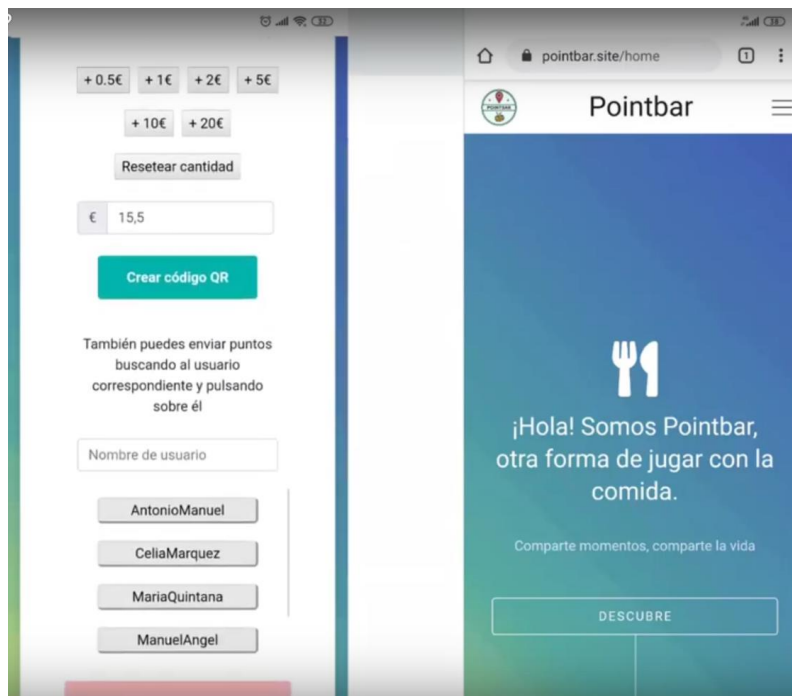 + 0.5€ + 1€ + 2€ + 5€
+ 10€ + 20€
Resetear cantidad
€ 15,5
Crear código QR
También puedes enviar puntos
buscando al usuario
correspondiente y pulsando
sobre él
Nombre de usuario
AntonioManuel
CeliaMarquez
MariaQuintana
ManuelAngel
pointbar.site/home
1
Pointbar
¡Hola! Somos Pointbar,
otra forma de jugar con la
comida.
Comparte momentos, comparte la vida
DESCUBRE